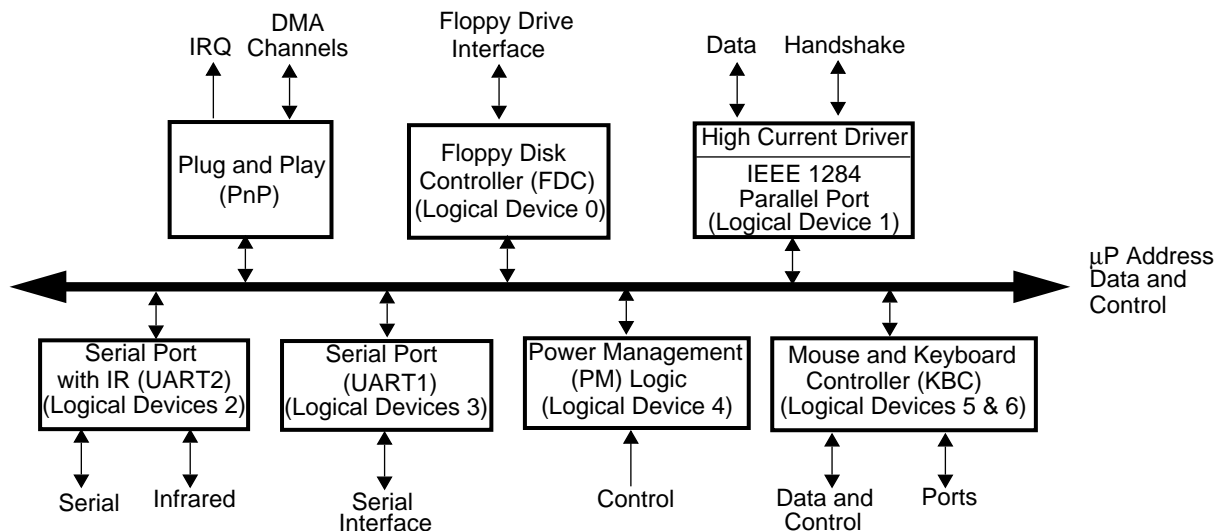 IRQ
DMA
Channels
Floppy Drive
Interface
Data
Handshake
Plug and Play
(PnP)
Floppy Disk
Controller (FDC)
(Logical Device 0)
High Current Driver
IEEE 1284
Parallel Port
(Logical Device 1)
µP Address
Data and
Control
Serial Port
with IR (UART2)
(Logical Devices 2)
Serial Port
(UART1)
(Logical Devices 3)
Power Management
(PM) Logic
(Logical Device 4)
Mouse and Keyboard
Controller (KBC)
(Logical Devices 5 & 6)
Serial
Infrared
Serial
Interface
Control
Data and
Control
Ports